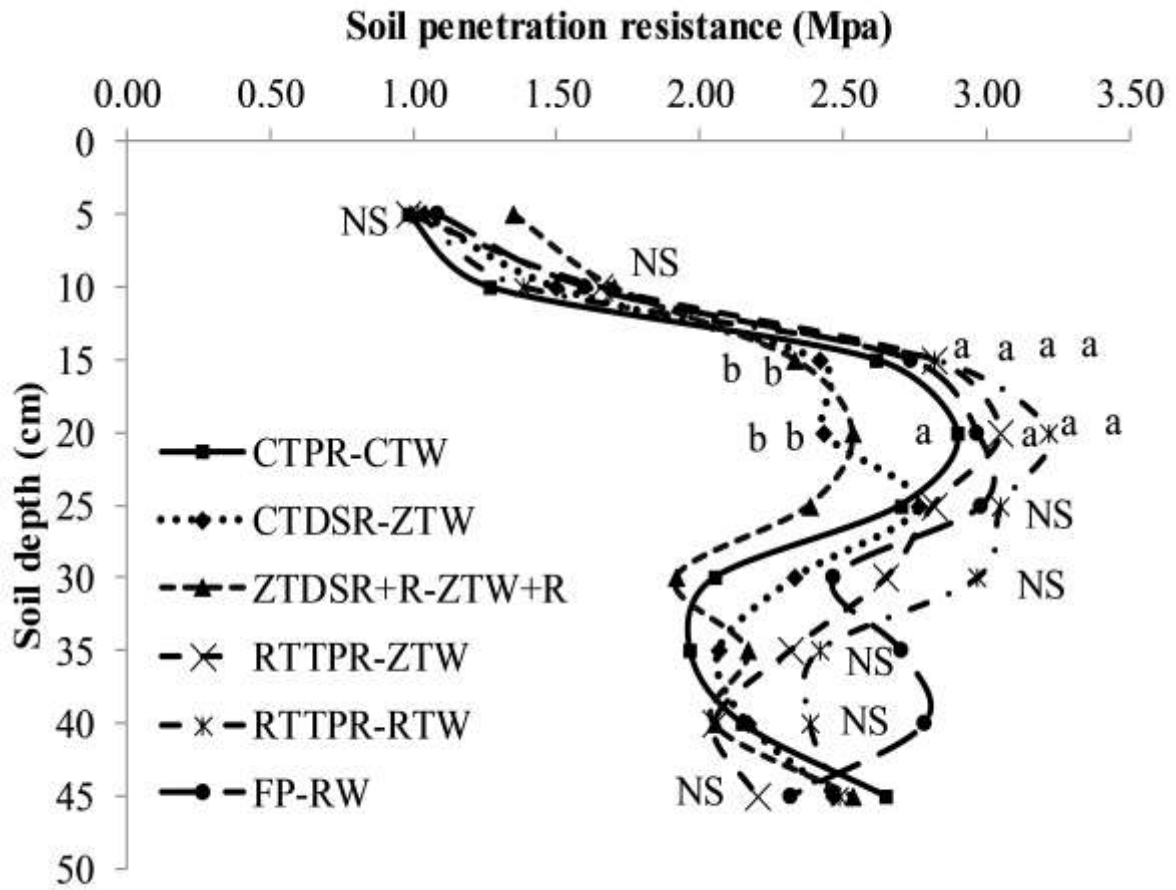 Soil penetration resistance (Mpa)
0.00 0.50 1.00 1.50 2.00 2.50 3.00 3.50
Soil depth (cm)
0
5 NS
NS
10
15 b b a a a a
20 b b a a a a
CTPR-CTW
25 CTDSR-ZTW NS
30 ZTDSR+R-ZTW+R NS
35 RTTPR-ZTW NS
40 RTTPR-RTW NS
45 FP-RW NS
50